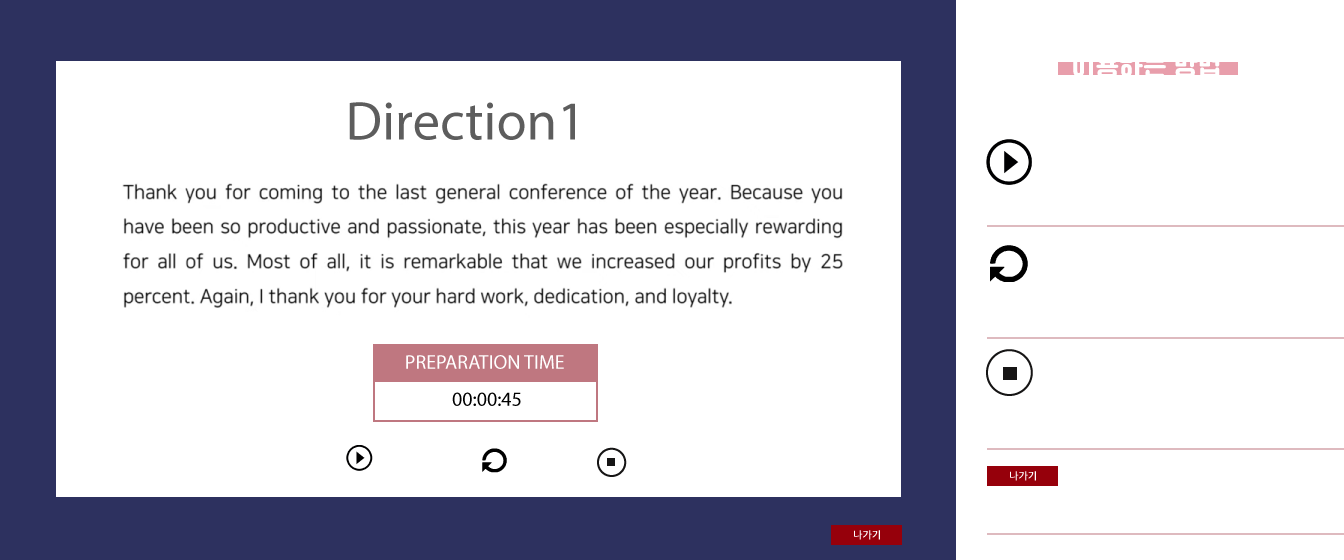 Direction1
Thank you for coming to the last general conference of the year. Because you
have been so productive and passionate, this year has been especially rewarding
for all of us. Most of all, it is remarkable that we increased our profits by 25
percent. Again, I thank you for your hard work, dedication, and loyalty.
PREPARATION TIME
00:00:45
나가기
나가기